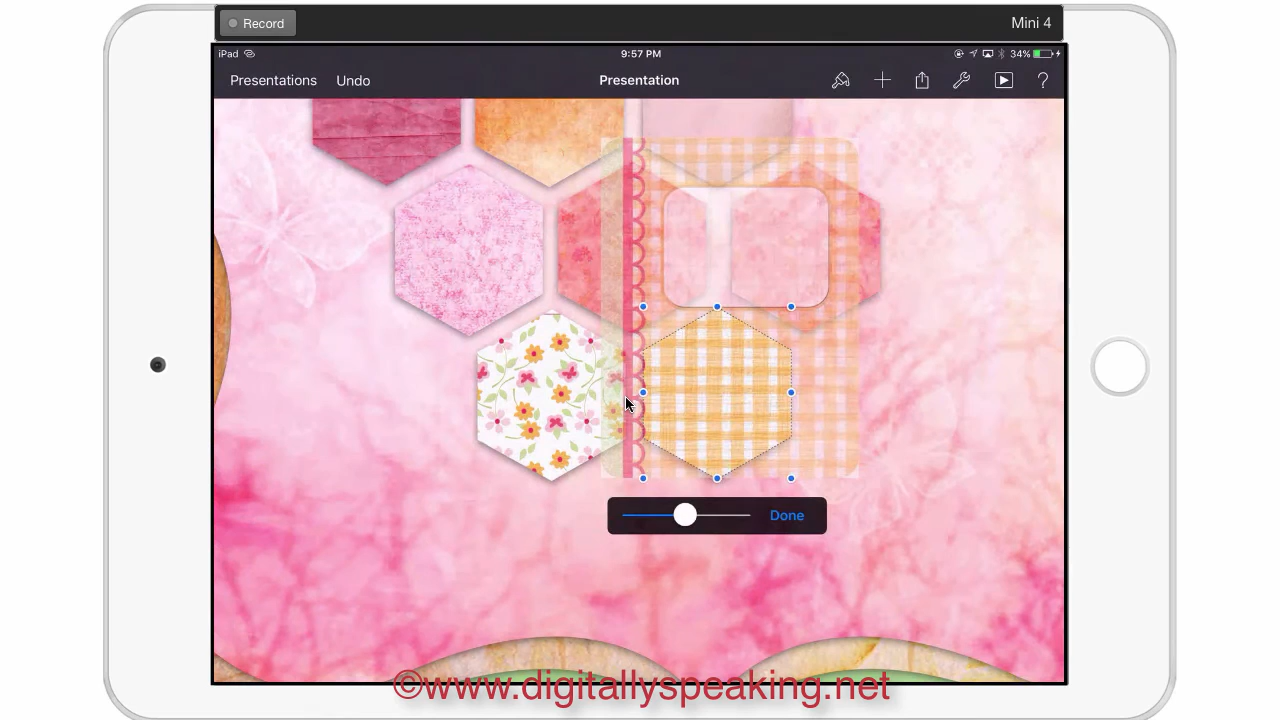 Record
Mini 4
iPad
9:57 PM
34%
Presentations
Undo
Presentation
?
Done
©www.digitallyspeaking.net